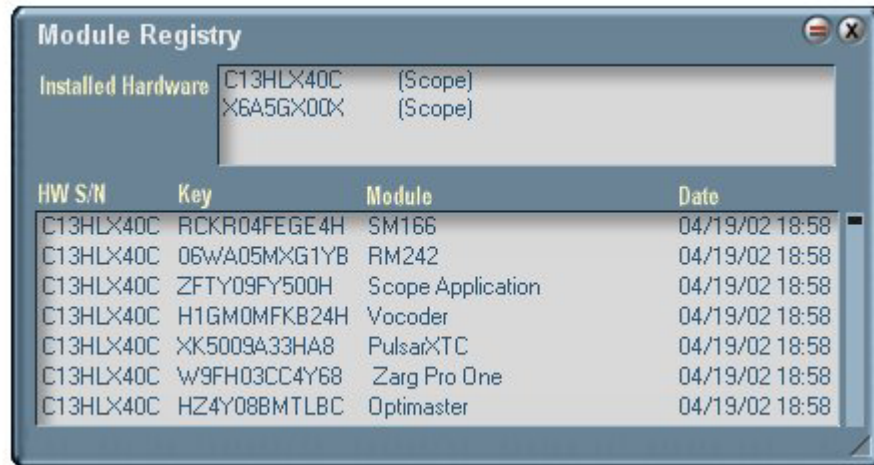 Module Registry
Installed Hardware
C13HLX40C (Scope)
X6A5GX00X (Scope)
HW S/N Key Module Date
C13HLX40C RCKR04FEGE4H SM166 04/19/02 18:58
C13HLX40C 06WA05MXG1YB RM242 04/19/02 18:58
C13HLX40C ZFTY09FY500H Scope Application 04/19/02 18:58
C13HLX40C H1GM0MFKB24H Vocoder 04/19/02 18:58
C13HLX40C XK5009A33HA8 PulsarXTC 04/19/02 18:58
C13HLX40C W9FH03CC4Y68 Zarg Pro One 04/19/02 18:58
C13HLX40C HZ4Y08BMTLBC Optimaster 04/19/02 18:58